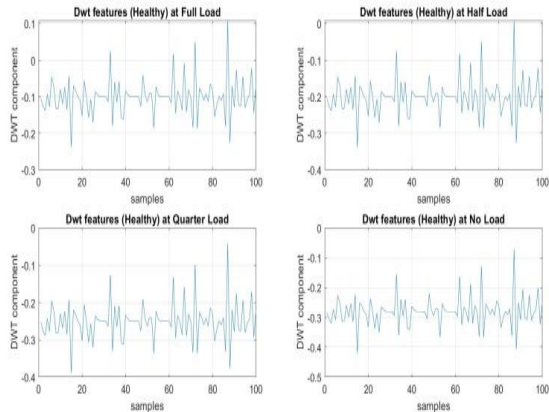 Dwt features (Healthy) at Full Load
0.1
0
-0.1
-0.2
-0.3
DWT component
0 20 40 60 80 100
samples
Dwt features (Healthy) at Half Load
0
-0.1
-0.2
-0.3
-0.4
DWT component
0 20 40 60 80 100
samples
Dwt features (Healthy) at Quarter Load
0
-0.1
-0.2
-0.3
-0.4
DWT component
0 20 40 60 80 100
samples
Dwt features (Healthy) at No Load
0
-0.1
-0.2
-0.3
-0.4
-0.5
DWT component
0 20 40 60 80 100
samples